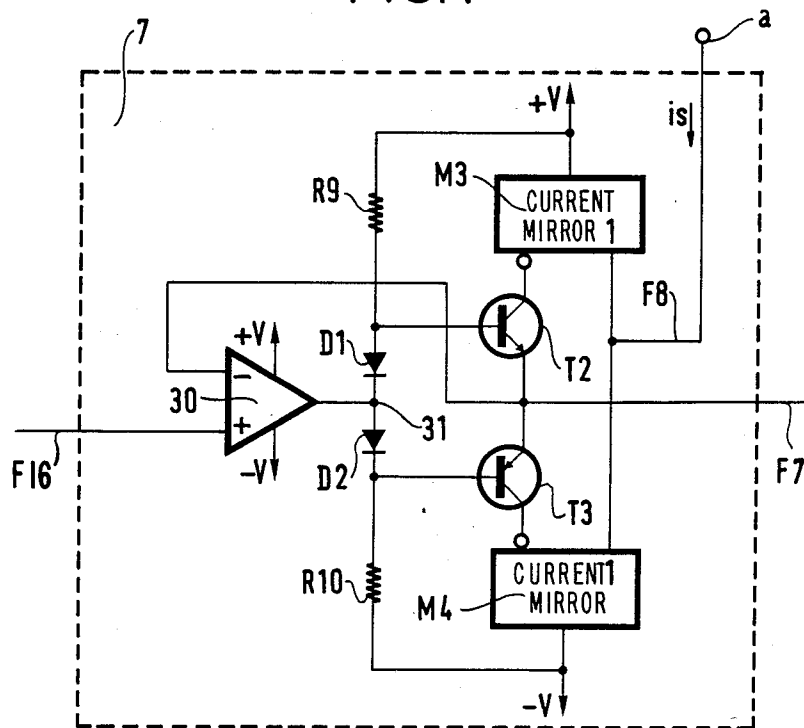 7
a
+V
is
M3
CURRENT
MIRROR 1
R9
F8
+V
D1
T2
30
31
-V
F16
D2
F7
T3
R10
CURRENT1
MIRROR
M4
-V